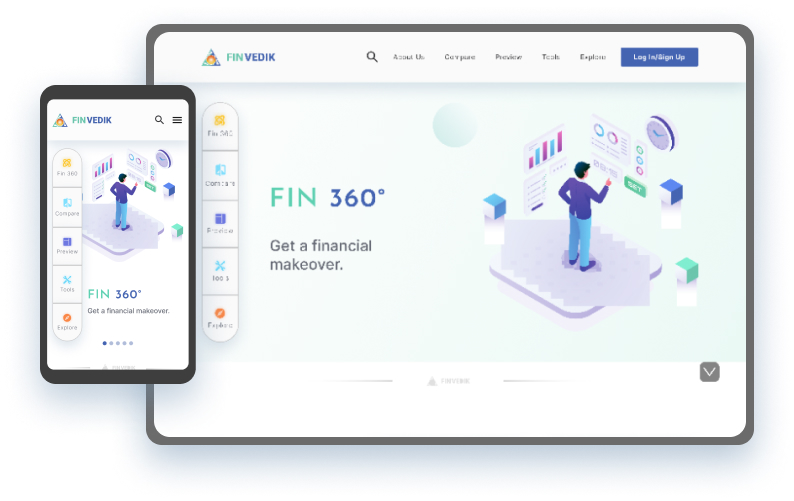 FINVEDIK
About Us
Compare
Preview
Tools
Explore
Log In/Sign Up
Fin 360
Compare
Preview
Tools
Explore
FIN 360°
Get a financial
makeover.
FINVEDIK
FINVEDIK
Fin 360
Compare
Preview
Tools
Explore
FIN 360°
Get a financial makeover.